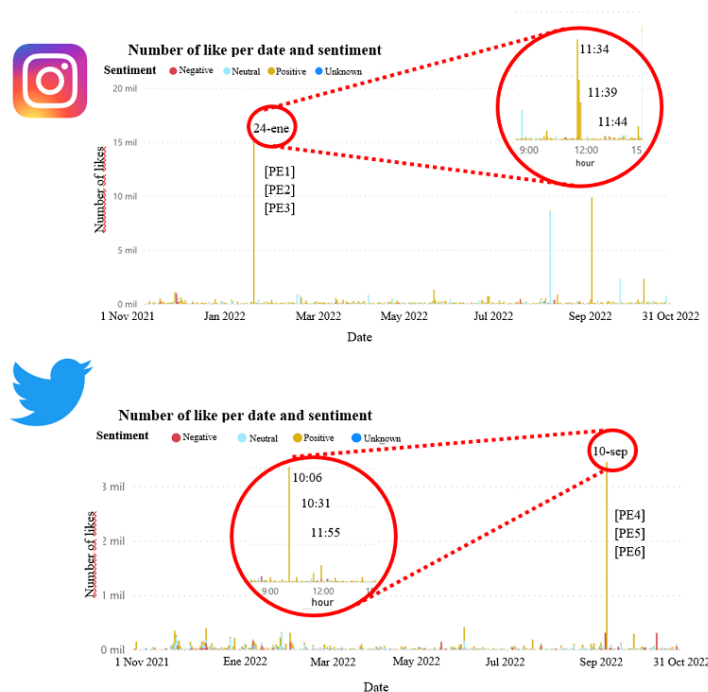 Number of like per date and sentiment
Sentiment Negative Neutral Positive Unknown
20 mil
15 mil
10 mil
5 mil
0 mil
Number of likes
24-ene
[PE1]
[PE2]
[PE3]
11:34
11:39
11:44
9:00 12:00 15
hour
1 Nov 2021 Jan 2022 Mar 2022 May 2022 Jul 2022 Sep 2022 31 Oct 2022
Date
Number of like per date and sentiment
Sentiment Negative Neutral Positive Unknown
3 mil
2 mil
1 mil
0 mil
Number of likes
10:06
10:31
11:55
9:00 12:00 1
hour
10-sep
[PE4]
[PE5]
[PE6]
1 Nov 2021 Ene 2022 Mar 2022 May 2022 Jul 2022 Sep 2022 31 Oct 2022
Date